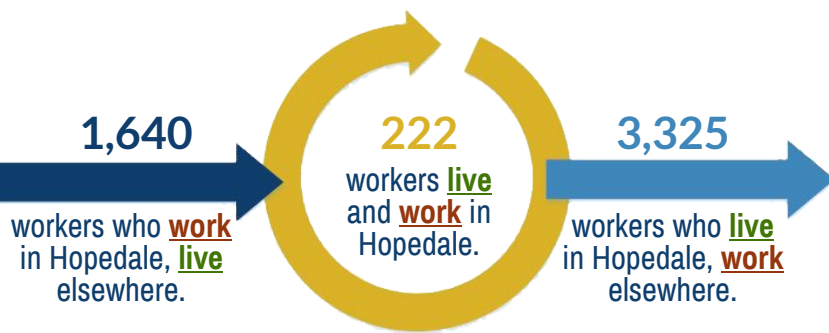 1,640
workers who work
in Hopedale, live
elsewhere.
222
workers live
and work in
Hopedale.
3,325
workers who live
in Hopedale, work
elsewhere.